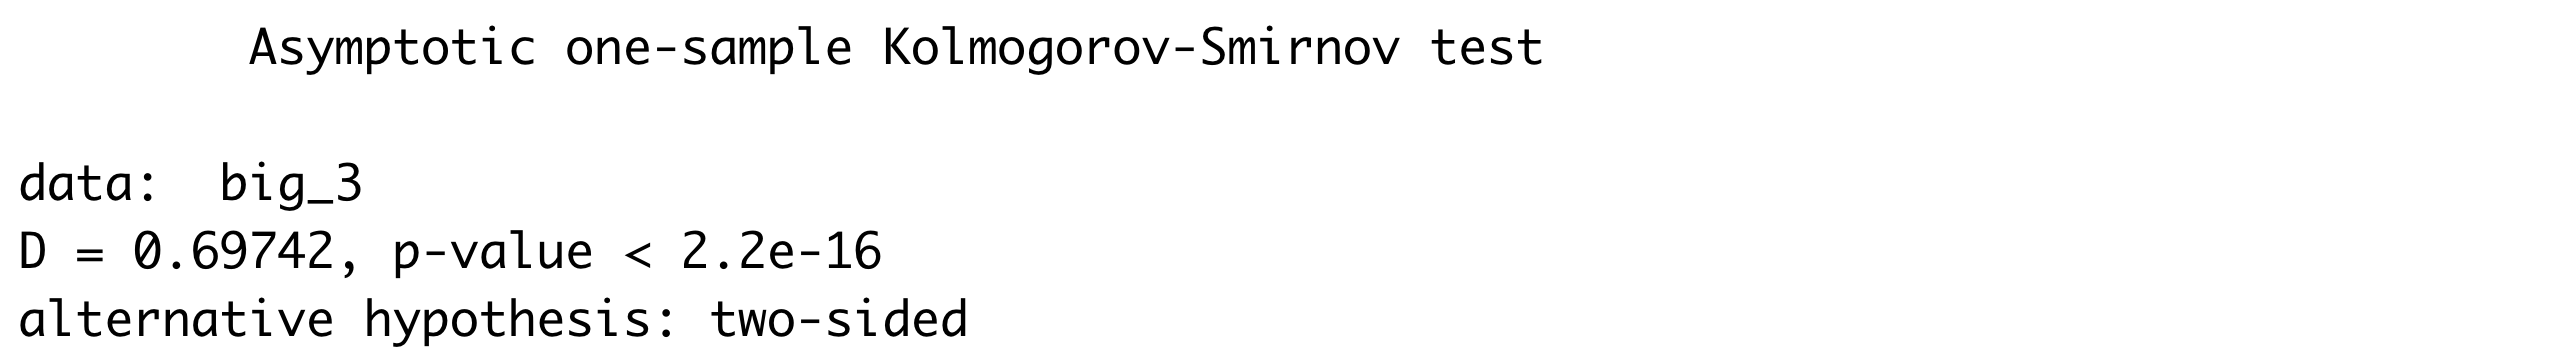 Asymptotic one-sample Kolmogorov-Smirnov test
data:  big_3
D = 0.69742, p-value < 2.2e-16
alternative hypothesis: two-sided